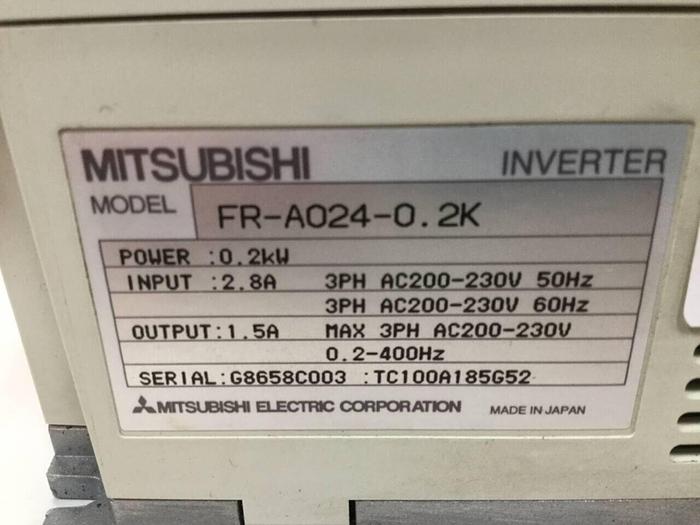 MITSUBISHI INVERTER
MODEL FR-A024-0.2K
POWER :0.2kW
INPUT :2.8A 3PH AC200-230V 50Hz
3PH AC200-230V 60Hz
OUTPUT:1.5A MAX 3PH AC200-230V
0.2-400Hz
SERIAL:G8658C003 :TC100A185G52
MITSUBISHI ELECTRIC CORPORATION MADE IN JAPAN